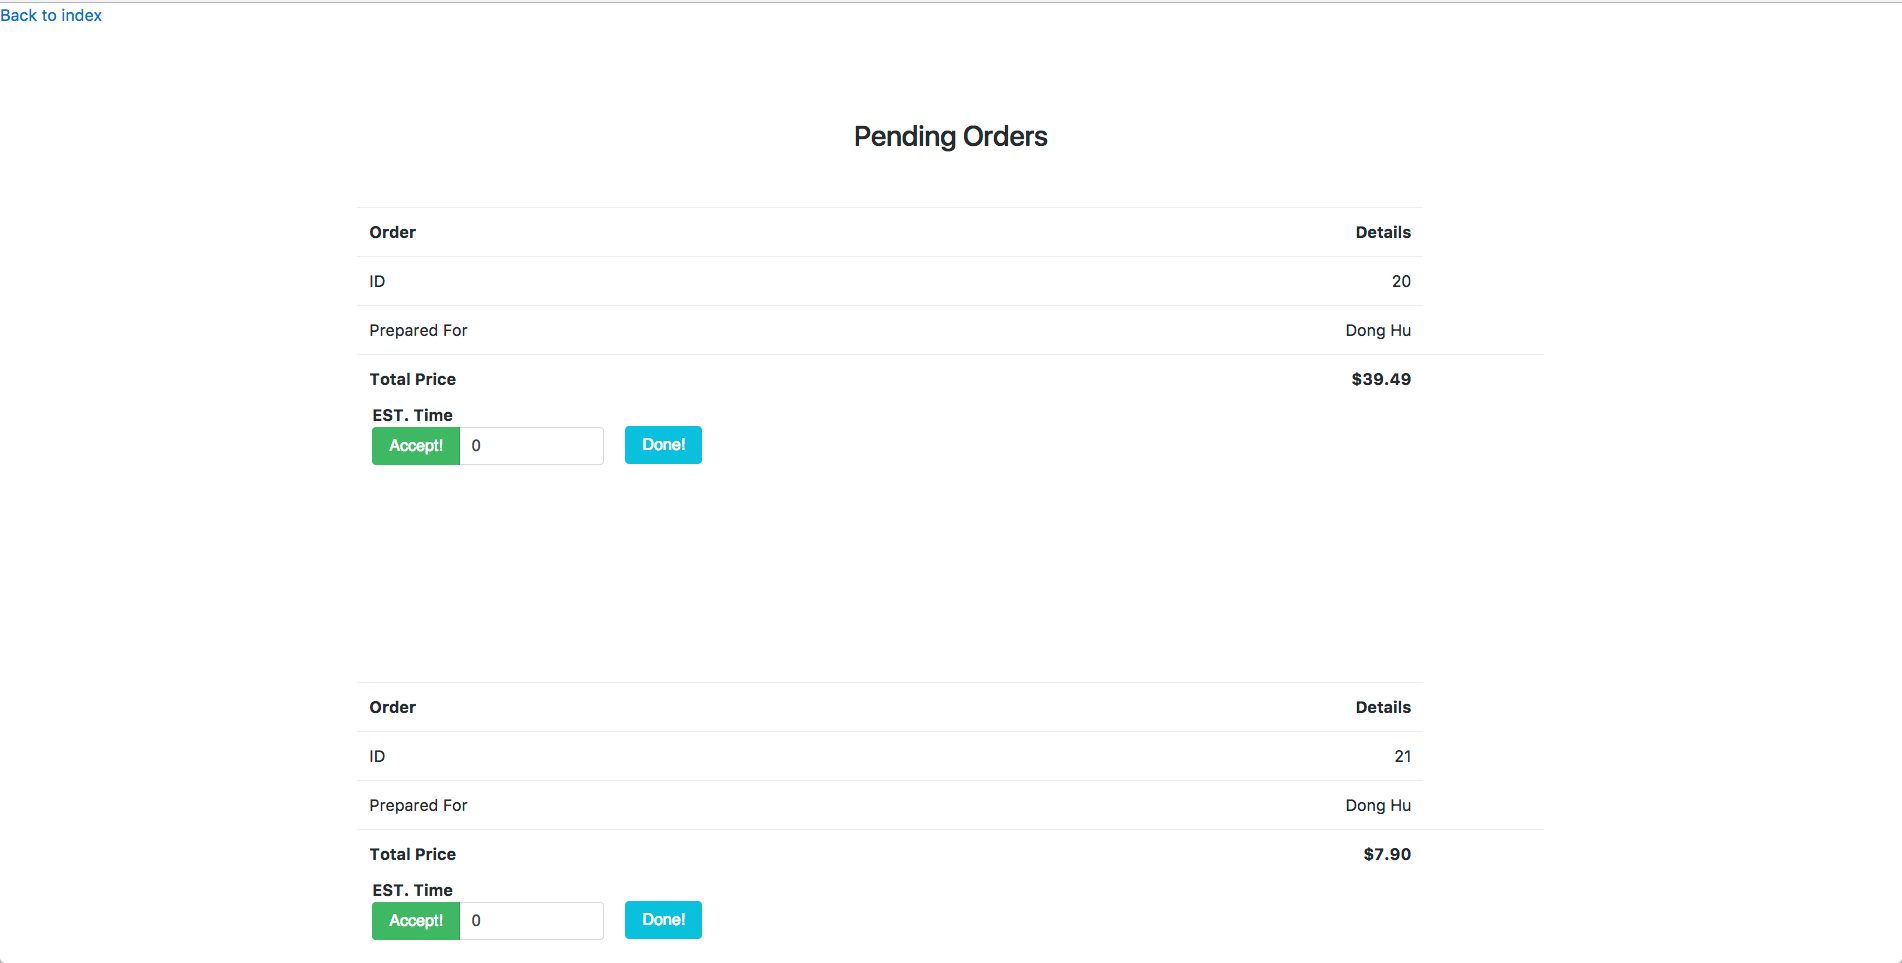 Back to index
Pending Orders
Order Details
ID 20
Prepared For Dong Hu
Total Price $39.49
EST. Time
Accept! 0 Done!
Order Details
ID 21
Prepared For Dong Hu
Total Price $7.90
EST. Time
Accept! 0 Done!